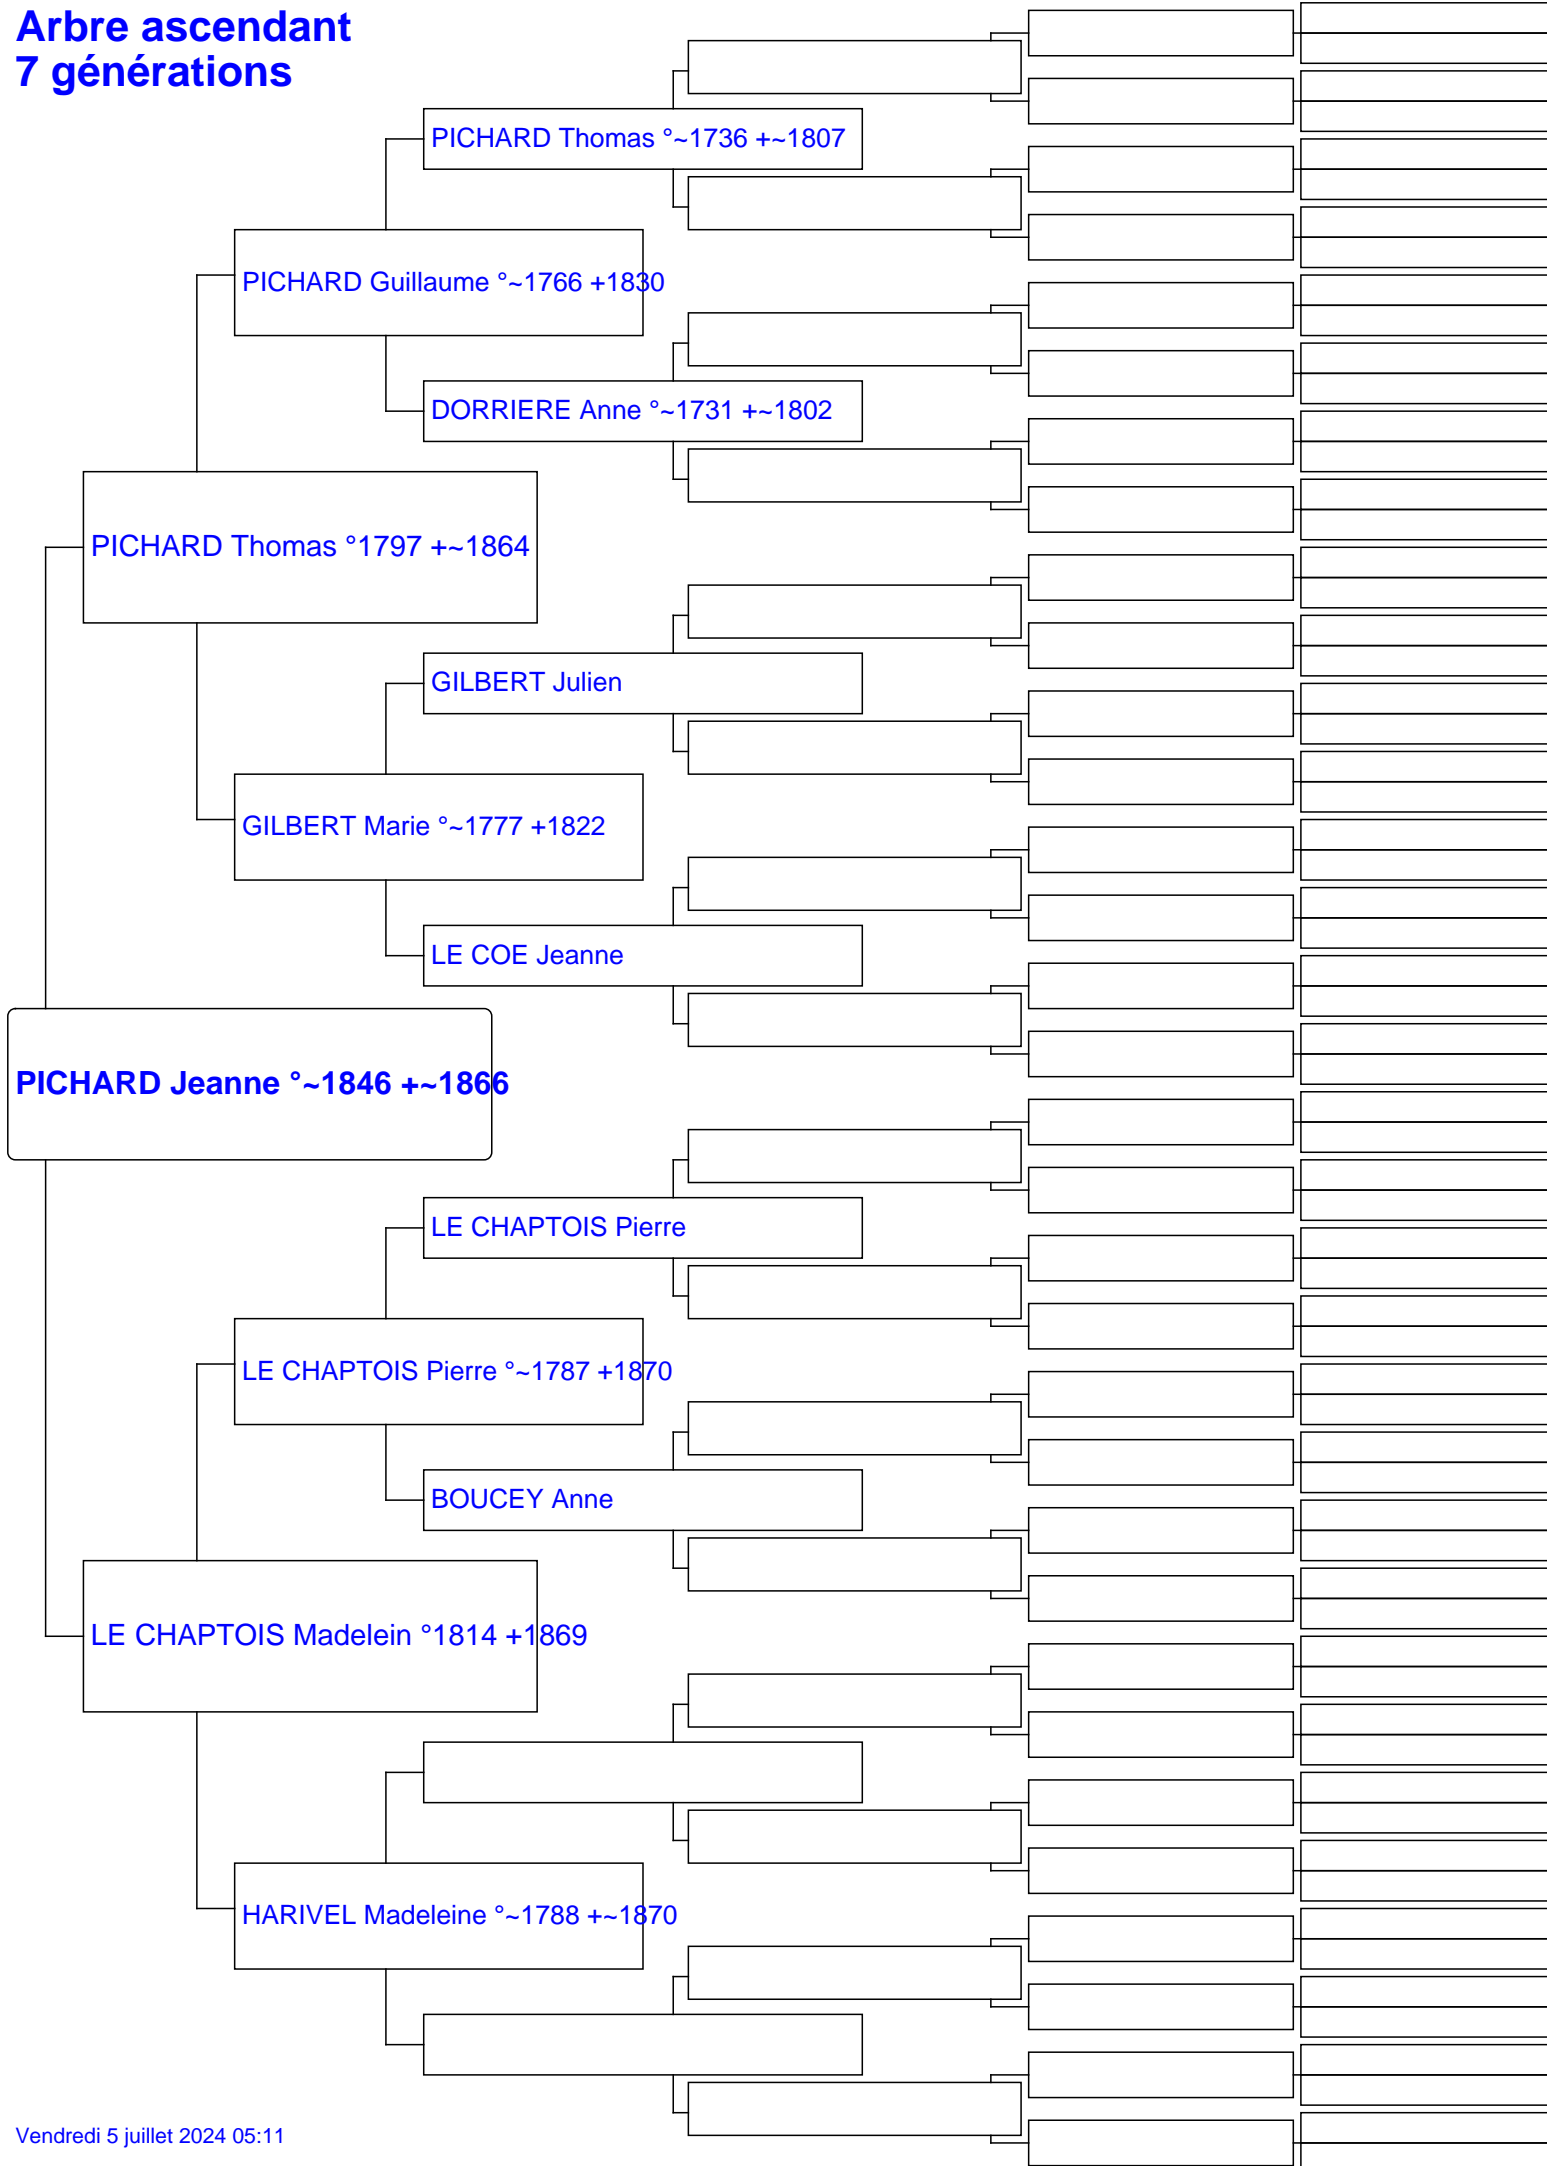 Arbre ascendant
7 générations
PICHARD Thomas °~1736 +~1807
PICHARD Guillaume °~1766 +1830
DORRIERE Anne °~1731 +~1802
PICHARD Thomas °1797 +~1864
GILBERT Julien
GILBERT Marie °~1777 +1822
LE COE Jeanne
PICHARD Jeanne °~1846 +~1866
LE CHAPTOIS Pierre
LE CHAPTOIS Pierre °~1787 +1870
BOUCEY Anne
LE CHAPTOIS Madelein °1814 +1869
HARIVEL Madeleine °~1788 +~1870
Vendredi 5 juillet 2024 05:11